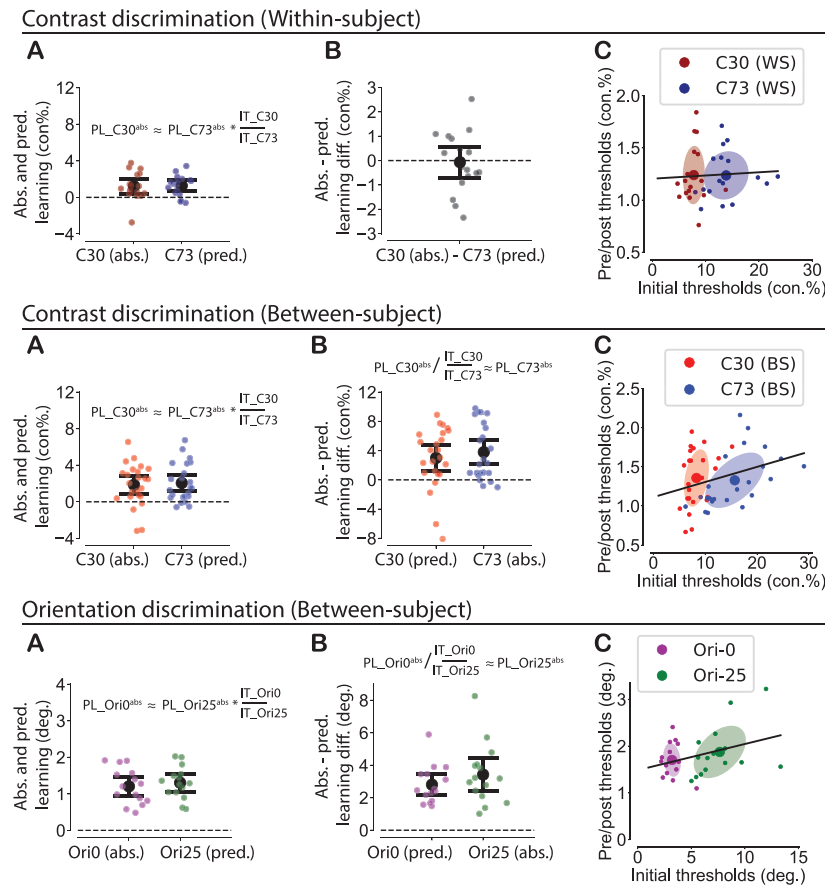 Contrast discrimination (Within-subject)
A
B
C
Abs. and pred.
learning (con%.)
12
8
4
0
−4
PL_C30abs ≈ PL_C73abs * IT_C30
IT_C73
C30 (abs.)
C73 (pred.)
Abs. - pred.
learning diff. (con%.)
3
2
1
0
−1
−2
−3
C30 (abs.) - C73 (pred.)
C30 (WS)
C73 (WS)
Pre/post thresholds (con.%)
2.0
1.5
1.0
0.5
0
10
20
30
Initial thresholds (con.%)
Contrast discrimination (Between-subject)
A
B
C
Abs. and pred.
learning (con%.)
12
8
4
0
−4
PL_C30abs ≈ PL_C73abs * IT_C30
IT_C73
C30 (abs.)
C73 (pred.)
PL_C30abs / IT_C30 ≈ PL_C73abs
IT_C73
Abs. - pred.
learning diff. (con%.)
12
8
4
0
−4
−8
C30 (pred.)
C73 (abs.)
C30 (BS)
C73 (BS)
Pre/post thresholds (con.%)
2.5
2.0
1.5
1.0
0.5
0
10
20
30
Initial thresholds (con.%)
Orientation discrimination (Between-subject)
A
B
C
Abs. and pred.
learning (deg.)
4
3
2
1
0
PL_Ori0abs ≈ PL_Ori25abs * IT_Ori0
IT_Ori25
Ori0 (abs.)
Ori25 (pred.)
PL_Ori0abs / IT_Ori0 ≈ PL_Ori25abs
IT_Ori25
Abs. - pred.
learning diff. (deg.)
9
6
3
0
Ori0 (pred.)
Ori25 (abs.)
Ori-0
Ori-25
Pre/post thresholds (deg.)
3
2
1
0
0
5
10
15
Initial thresholds (deg.)